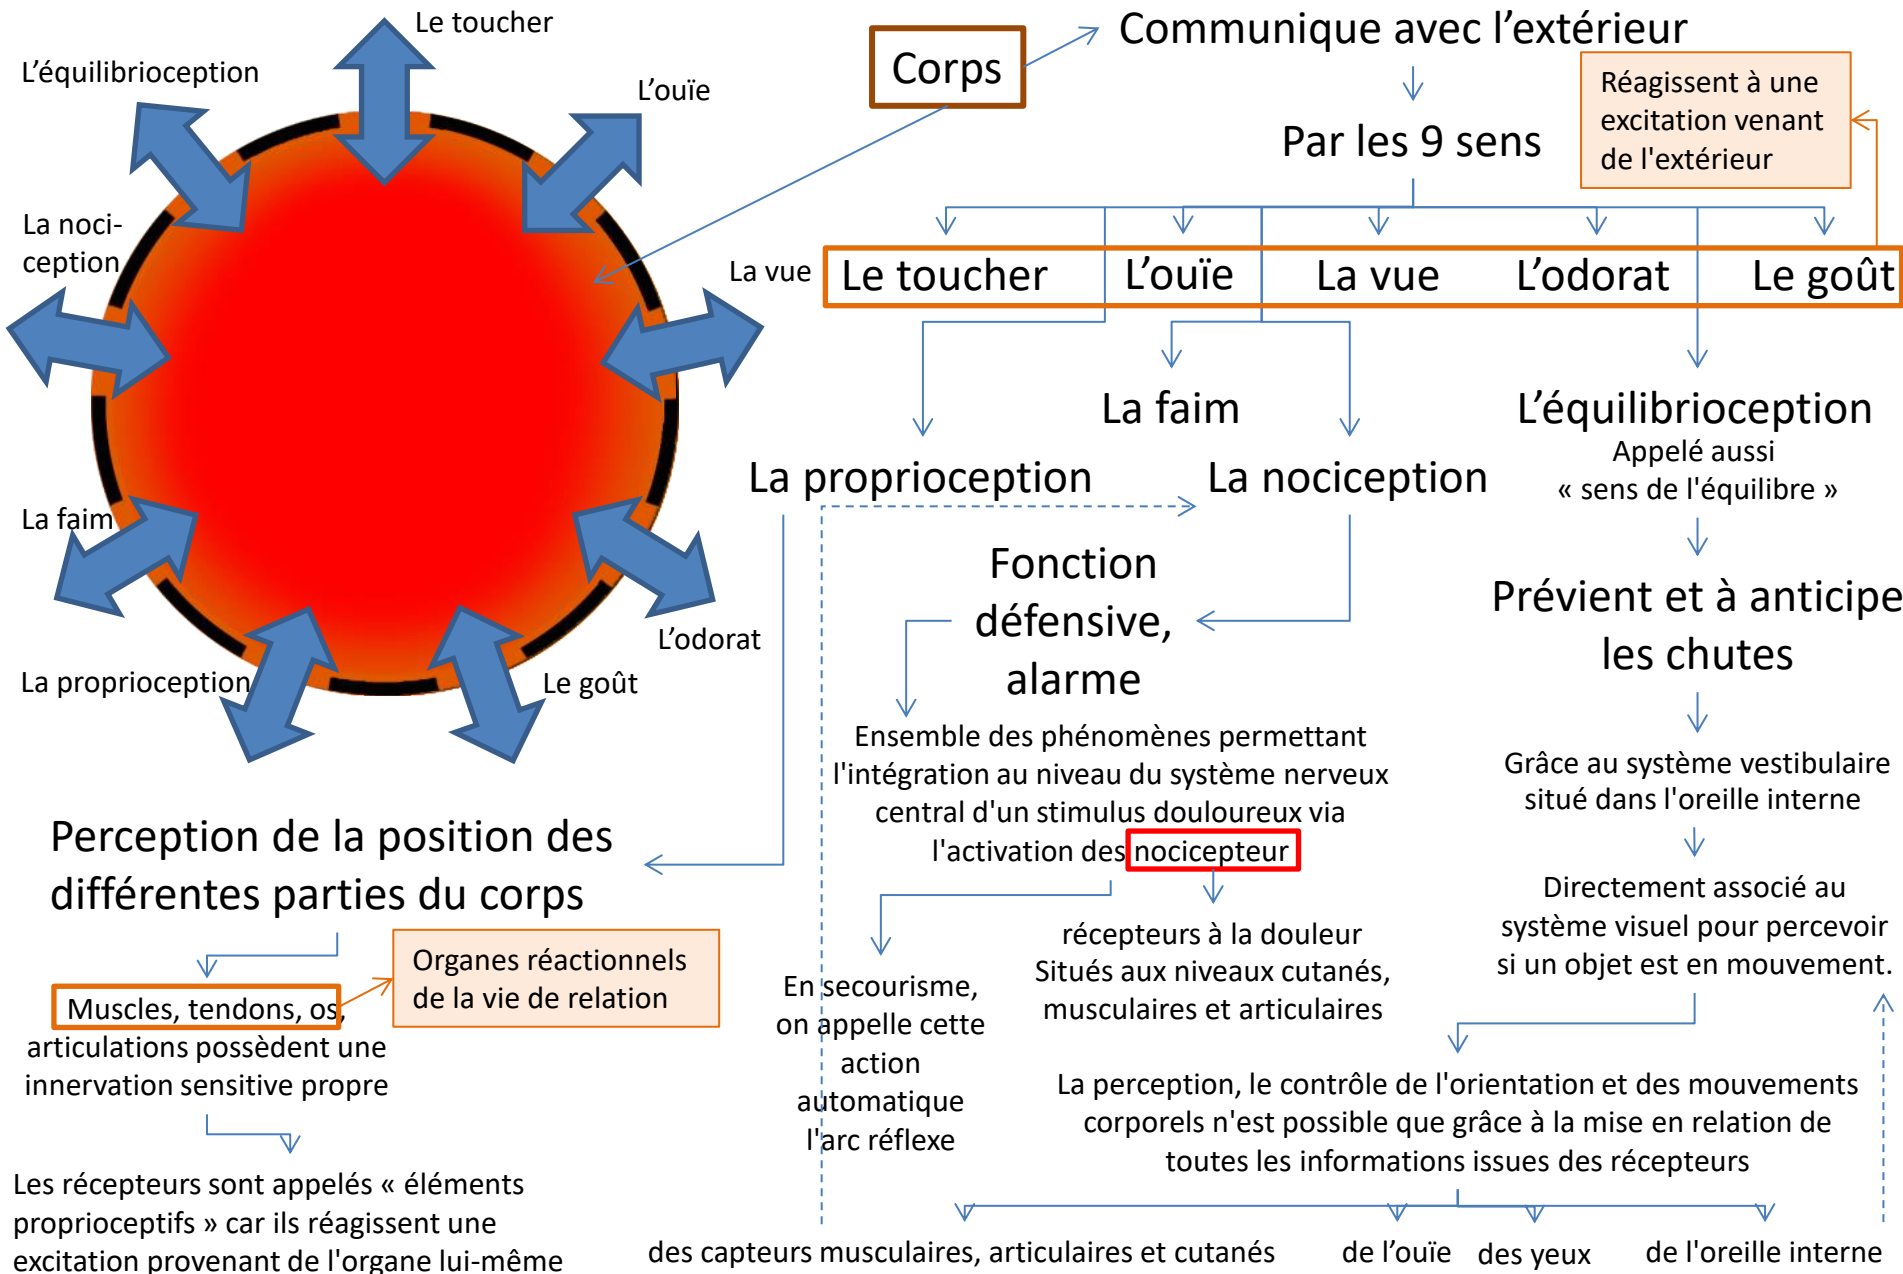 Le toucher
L'équilibrioception
L'ouïe
La noci-
ception
La vue
La faim
L'odorat
La proprioception
Le goût
Corps
Communique avec l'extérieur
Par les 9 sens
Réagissent à une
excitation venant
de l'extérieur
Le toucher
L'ouïe
La vue
L'odorat
Le goût
La faim
La proprioception
La nociception
L'équilibrioception
Appelé aussi
« sens de l'équilibre »
Fonction
défensive,
alarme
Prévient et à anticipe
les chutes
Ensemble des phénomènes permettant
l'intégration au niveau du système nerveux
central d'un stimulus douloureux via
l'activation des nocicepteur
Grâce au système vestibulaire
situé dans l'oreille interne
Perception de la position des
différentes parties du corps
Directement associé au
système visuel pour percevoir
si un objet est en mouvement.
Organes réactionnels
de la vie de relation
En secourisme,
on appelle cette
action
automatique
l'arc réflexe
récepteurs à la douleur
Situés aux niveaux cutanés,
musculaires et articulaires
Muscles, tendons, os,
articulations possèdent une
innervation sensitive propre
La perception, le contrôle de l'orientation et des mouvements
corporels n'est possible que grâce à la mise en relation de
toutes les informations issues des récepteurs
Les récepteurs sont appelés « éléments
proprioceptifs » car ils réagissent une
excitation provenant de l'organe lui-même
des capteurs musculaires, articulaires et cutanés
de l'ouïe
des yeux
de l'oreille interne